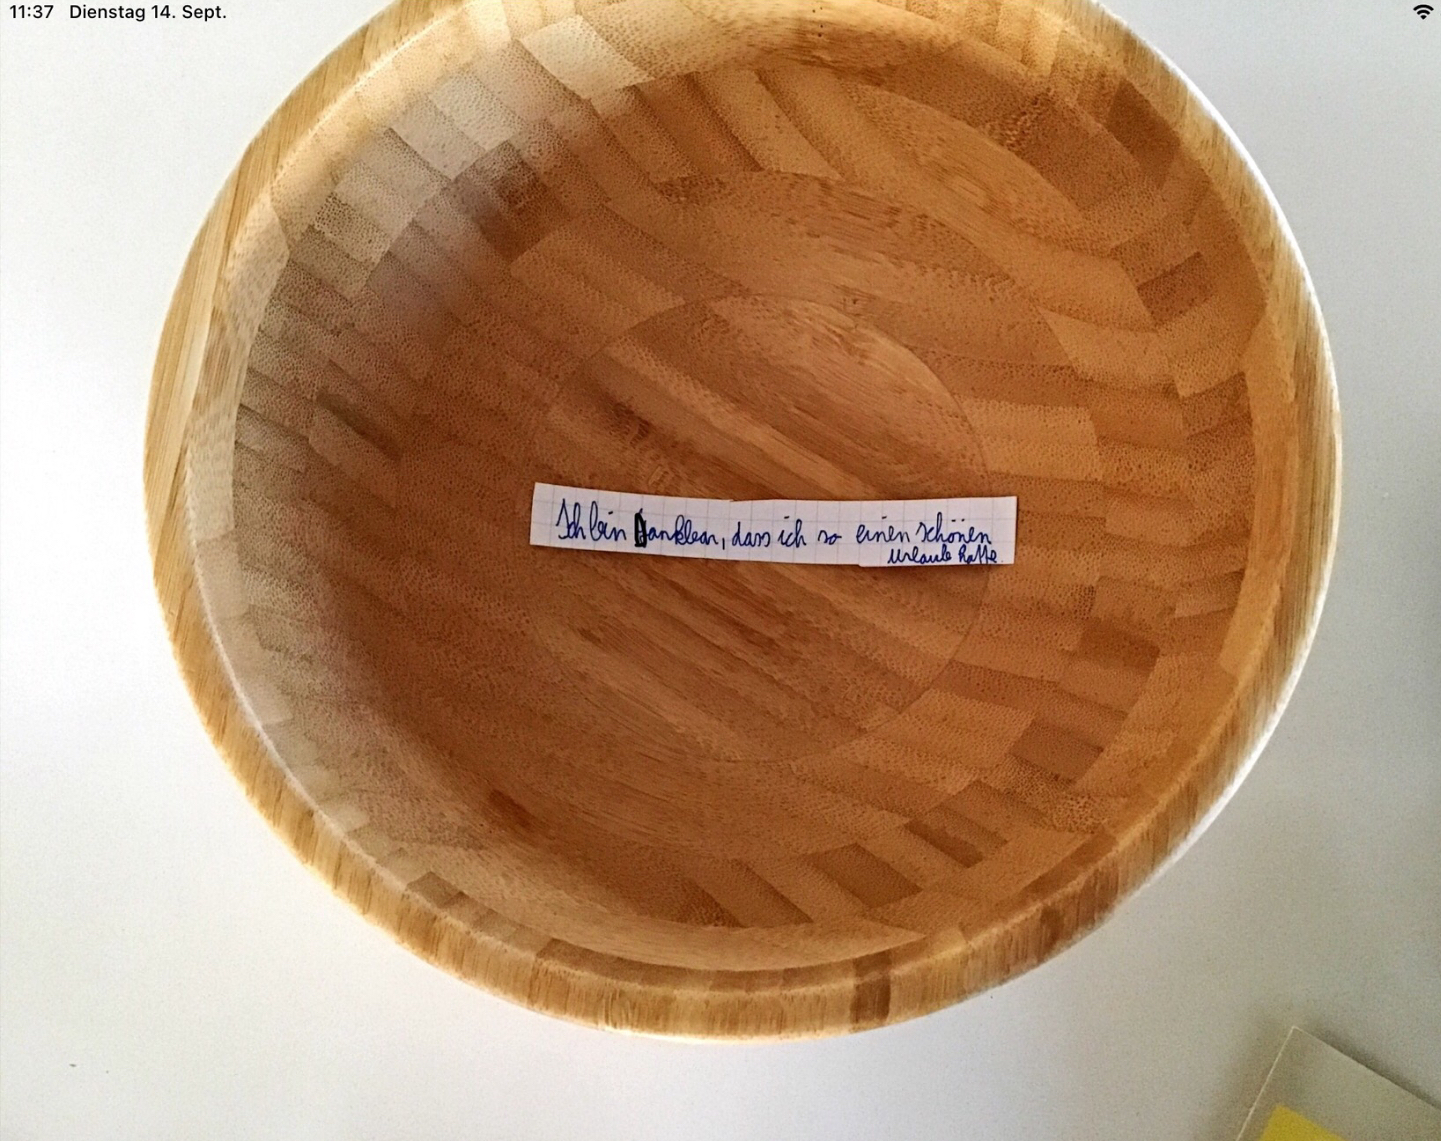 11:37 Dienstag 14. Sept.
Ich bin dankbar, dass ich so einen schönen
urlaub hatte.